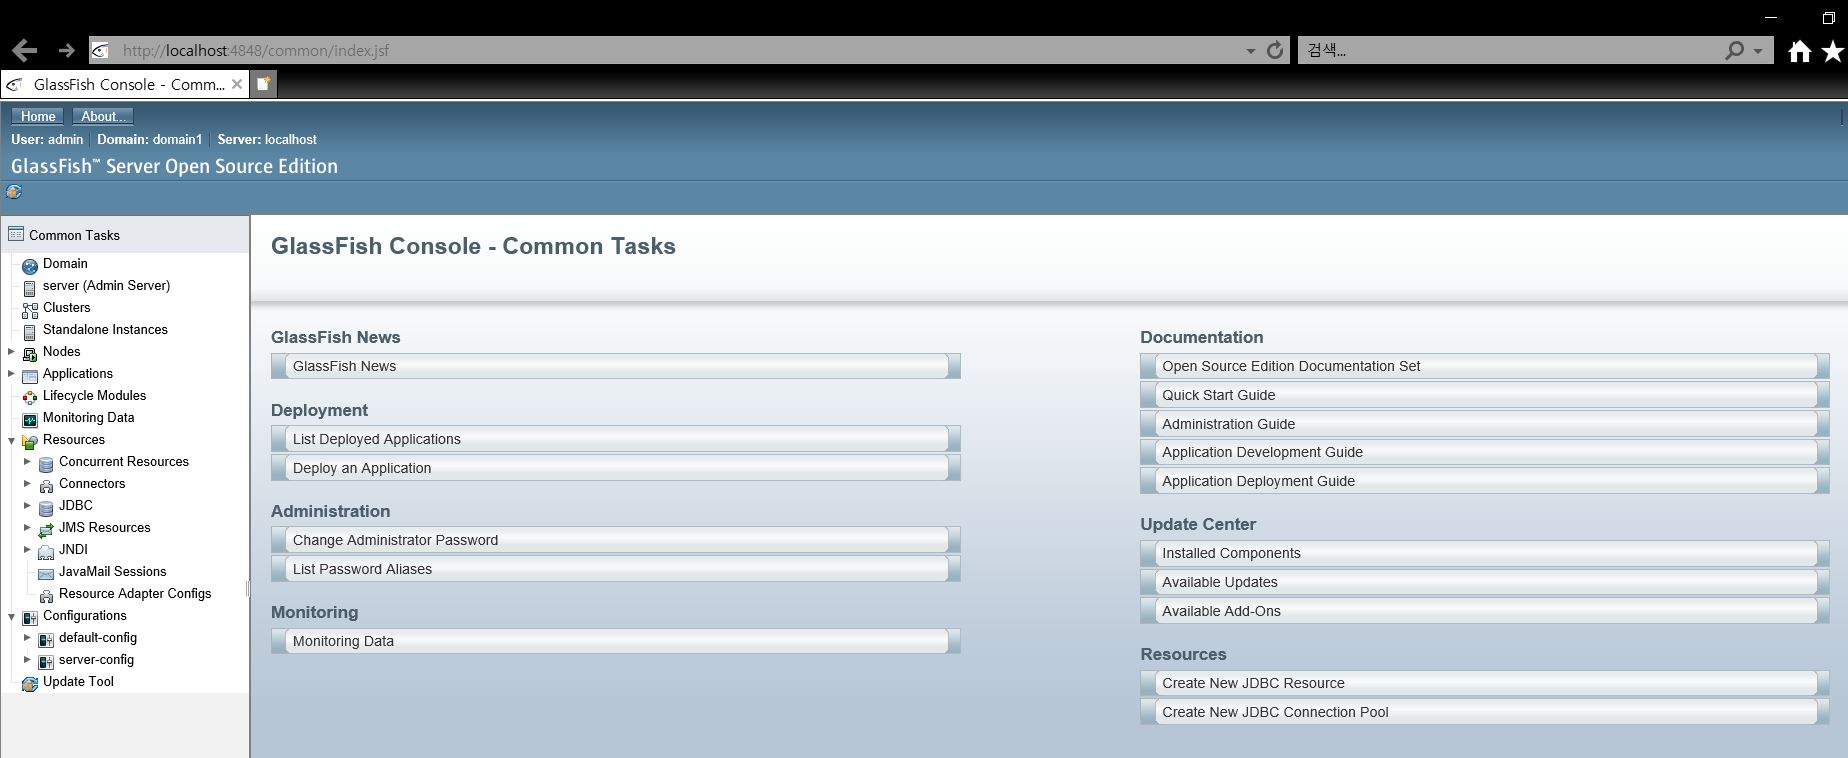 http://localhost:4848/common/index.jsf
검색...
GlassFish Console - Comm...
Home About...
User: admin Domain: domain1 Server: localhost
GlassFish™ Server Open Source Edition
Common Tasks
Domain
server (Admin Server)
Clusters
Standalone Instances
Nodes
Applications
Lifecycle Modules
Monitoring Data
Resources
Concurrent Resources
Connectors
JDBC
JMS Resources
JNDI
JavaMail Sessions
Resource Adapter Configs
Configurations
default-config
server-config
Update Tool
GlassFish Console - Common Tasks
GlassFish News
GlassFish News
Deployment
List Deployed Applications
Deploy an Application
Administration
Change Administrator Password
List Password Aliases
Monitoring
Monitoring Data
Documentation
Open Source Edition Documentation Set
Quick Start Guide
Administration Guide
Application Development Guide
Application Deployment Guide
Update Center
Installed Components
Available Updates
Available Add-Ons
Resources
Create New JDBC Resource
Create New JDBC Connection Pool